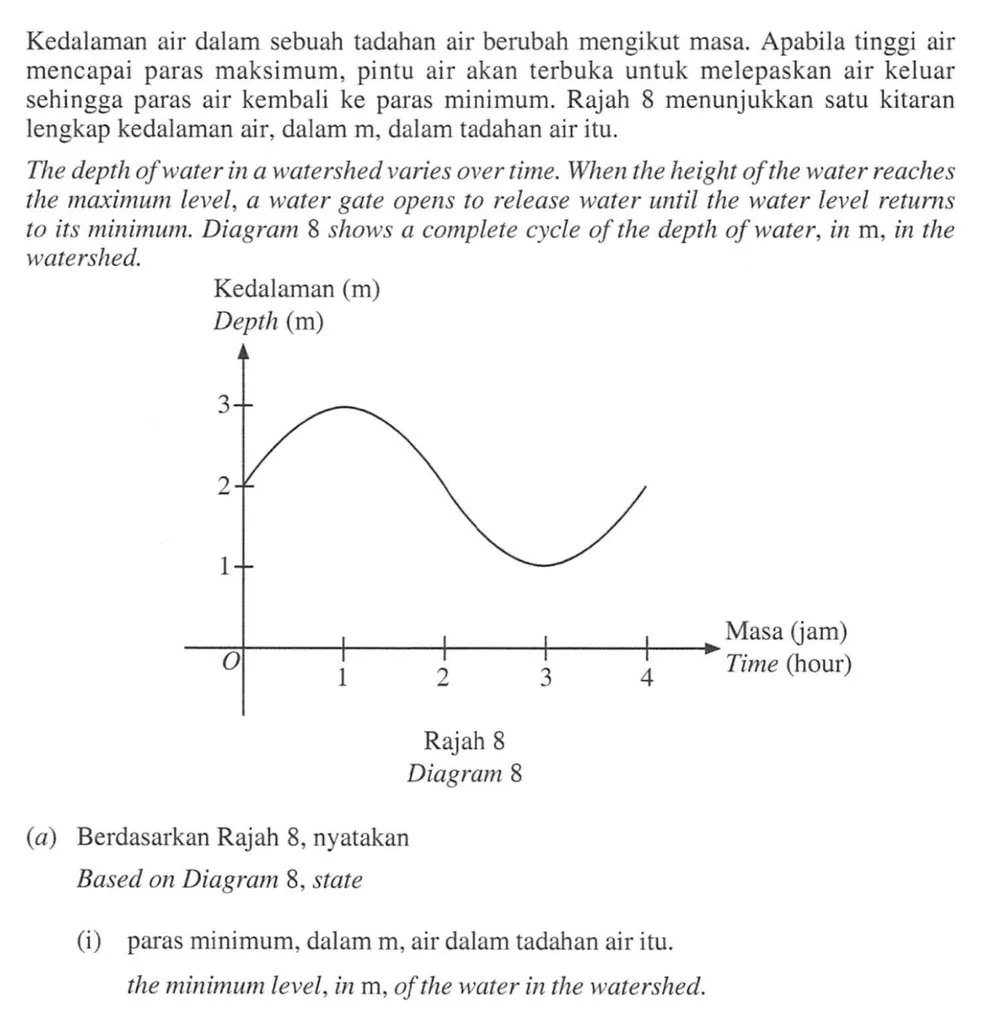 Kedalaman air dalam sebuah tadahan air berubah mengikut masa. Apabila tinggi air
mencapai paras maksimum, pintu air akan terbuka untuk melepaskan air keluar
sehingga paras air kembali ke paras minimum. Rajah 8 menunjukkan satu kitaran
lengkap kedalaman air, dalam m, dalam tadahan air itu.
The depth of water in a watershed varies over time. When the height of the water reaches
the maximum level, a water gate opens to release water until the water level returns
to its minimum. Diagram 8 shows a complete cycle of the depth of water, in m, in the
watershed.
Kedalaman (m)
Depth (m)
3
2
1
O
1
2
3
4
Masa (jam)
Time (hour)
Rajah 8
Diagram 8
(a) Berdasarkan Rajah 8, nyatakan
Based on Diagram 8, state
(i) paras minimum, dalam m, air dalam tadahan air itu.
the minimum level, in m, of the water in the watershed.